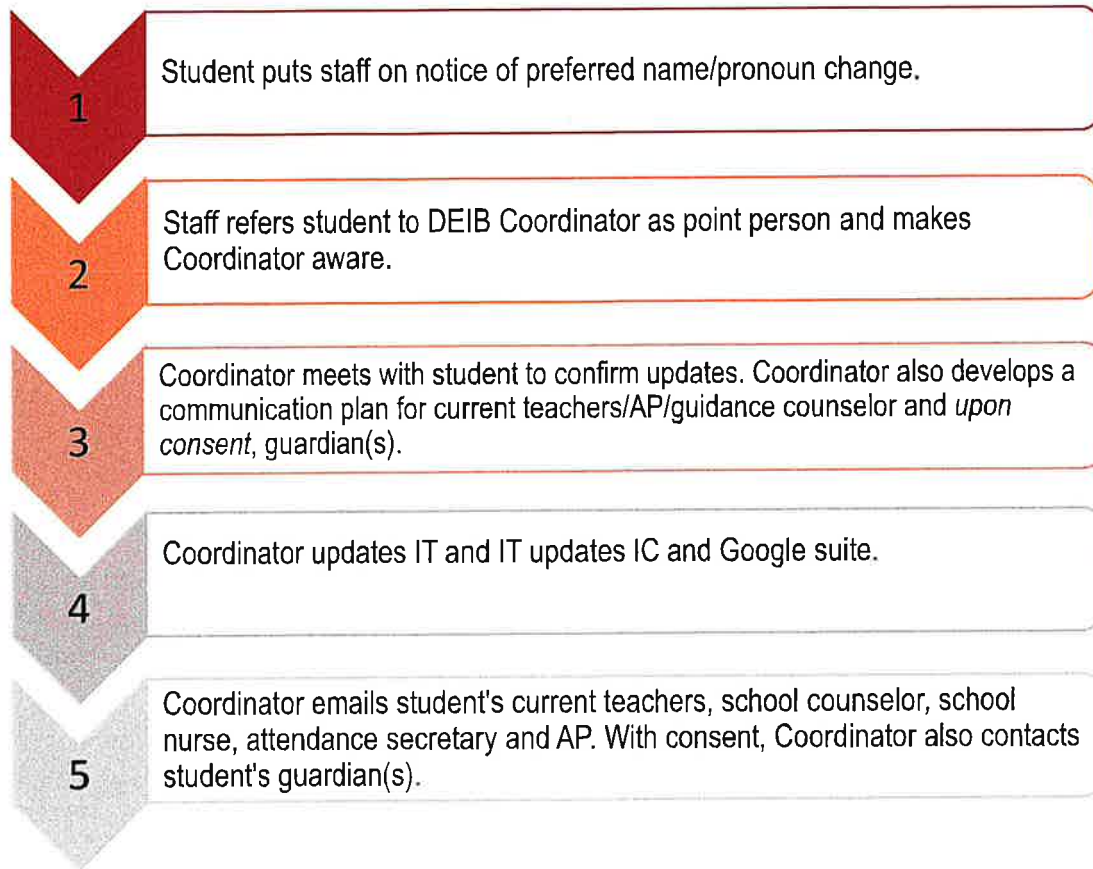 1
Student puts staff on notice of preferred name/pronoun change.
2
Staff refers student to DEIB Coordinator as point person and makes
Coordinator aware.
3
Coordinator meets with student to confirm updates. Coordinator also develops a
communication plan for current teachers/AP/guidance counselor and upon
consent, guardian(s).
4
Coordinator updates IT and IT updates IC and Google suite.
5
Coordinator emails student's current teachers, school counselor, school
nurse, attendance secretary and AP. With consent, Coordinator also contacts
student's guardian(s).